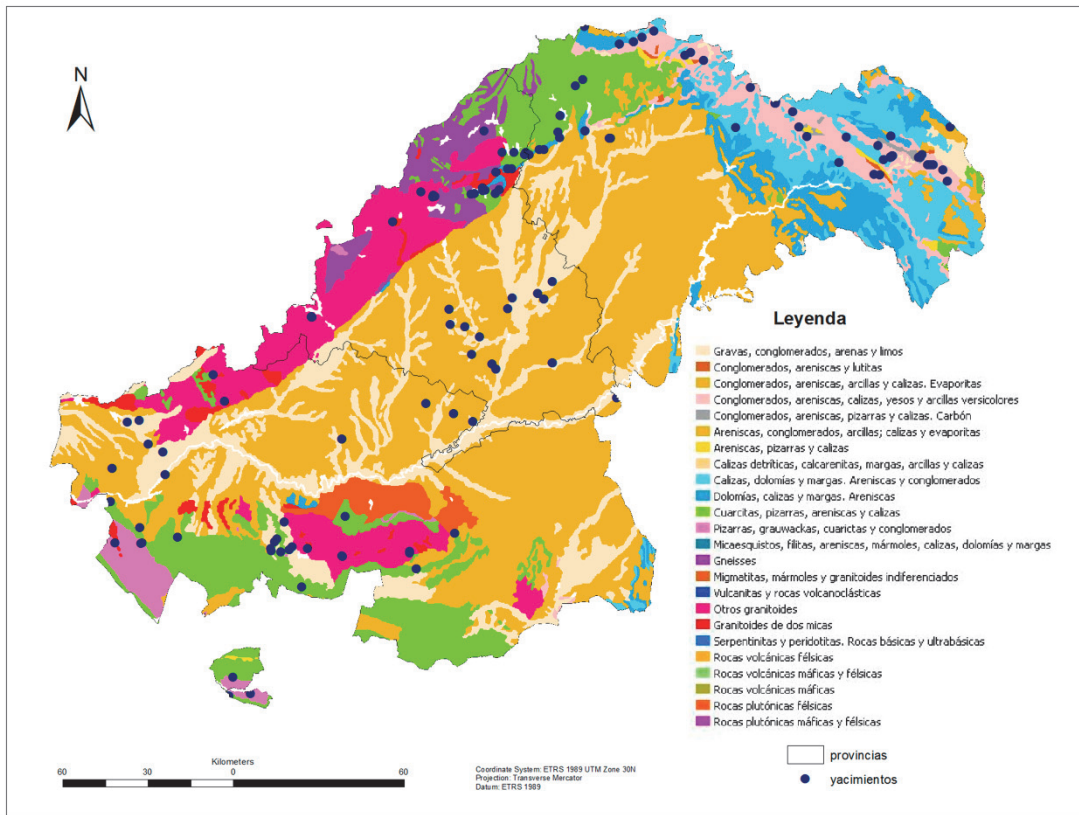 N
Leyenda
Gravas, conglomerados, arenas y limos
Conglomerados, areniscas y lutitas
Conglomerados, areniscas, arcillas y calizas. Evaporitas
Conglomerados, areniscas, calizas, yesos y arcillas versicolores
Conglomerados, areniscas, pizarras y calizas. Carbón
Areniscas, conglomerados, arcillas; calizas y evaporitas
Areniscas, pizarras y calizas
Calizas detríticas, calcarenitas, margas, arcillas y calizas
Calizas, dolomías y margas. Areniscas y conglomerados
Dolomías, calizas y margas. Areniscas
Cuarcitas, pizarras, areniscas y calizas
Pizarras, grauwackas, cuarictas y conglomerados
Micaesquistos, filitas, areniscas, mármoles, calizas, dolomías y margas
Gneisses
Migmatitas, mármoles y granitoides indiferenciados
Vulcanitas y rocas volcanoclásticas
Otros granitoides
Granitoides de dos micas
Serpentinitas y peridotitas. Rocas básicas y ultrabásicas
Rocas volcánicas félsicas
Rocas volcánicas máficas y félsicas
Rocas volcánicas máficas
Rocas plutónicas félsicas
Rocas plutónicas máficas y félsicas
provincias
yacimientos
Kilometers
60 30 0 60
Coordinate System: ETRS 1989 UTM Zone 30N
Projection: Transverse Mercator
Datum: ETRS 1989